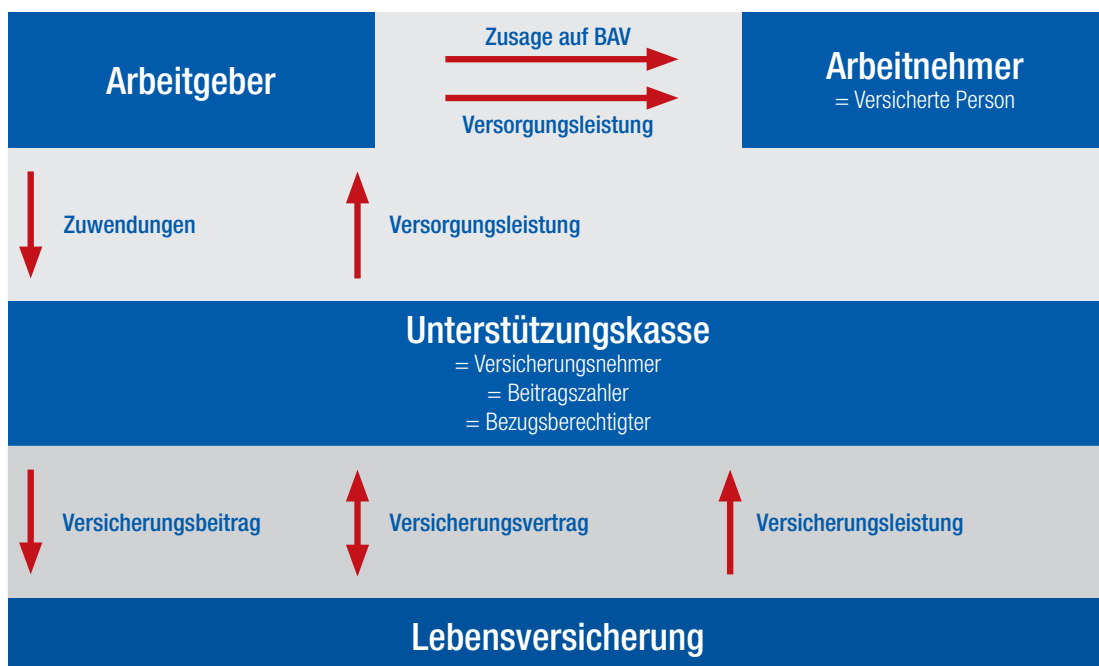 Arbeitgeber
Zusage auf BAV
Versorgungsleistung
Arbeitnehmer
= Versicherte Person
Zuwendungen
Versorgungsleistung
Unterstützungskasse
= Versicherungsnehmer
= Beitragszahler
= Bezugsberechtigter
Versicherungsbeitrag
Versicherungsvertrag
Versicherungsleistung
Lebensversicherung